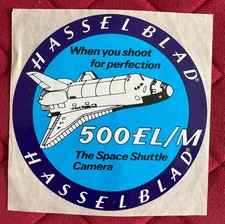 HASSELBLAD®
When you shoot
for perfection
500EL/M
The Space Shuttle
Camera
HASSELBLAD®